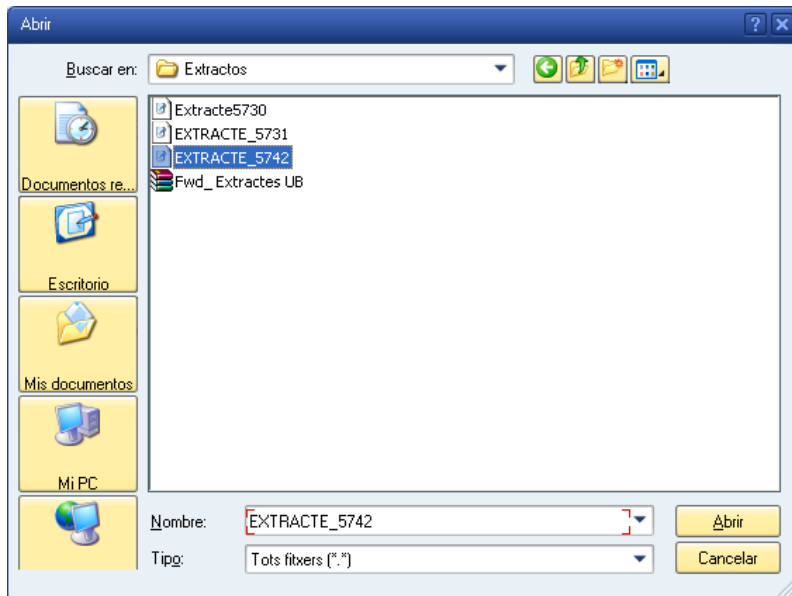 Abrir
Buscar en: Extractos
Extracte5730
EXTRACTE_5731
EXTRACTE_5742
Fwd_ Extractes UB
Documentos re...
Escritorio
Mis documentos
Mi PC
Nombre: EXTRACTE_5742 Abrir
Tipo: Tots fitxers (*.*) Cancelar